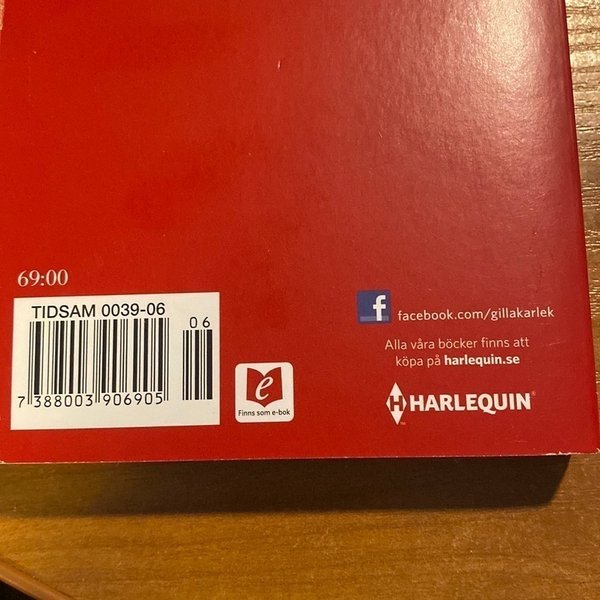 69:00
TIDSAM 0039-06
06
7 388003 906905
e
Finns som e-bok
f
facebook.com/gillakarlek
Alla våra böcker finns att
köpa på harlequin.se
H HARLEQUIN®
™